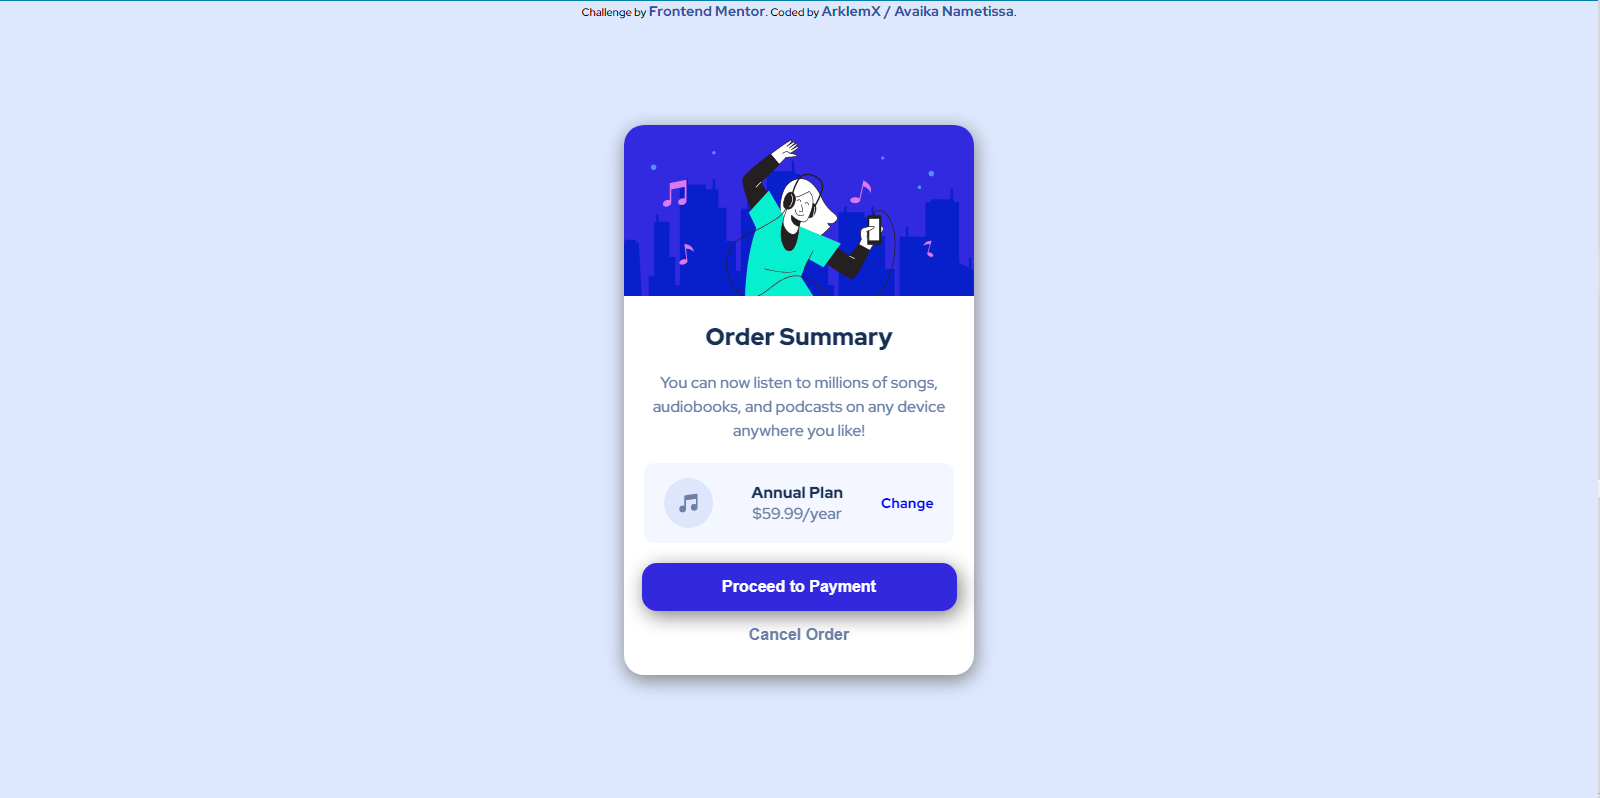 Challenge by Frontend Mentor. Coded by ArklemX / Avaika Nametissa.
Order Summary
You can now listen to millions of songs,
audiobooks, and podcasts on any device
anywhere you like!
Annual Plan
$59.99/year
Change
Proceed to Payment
Cancel Order